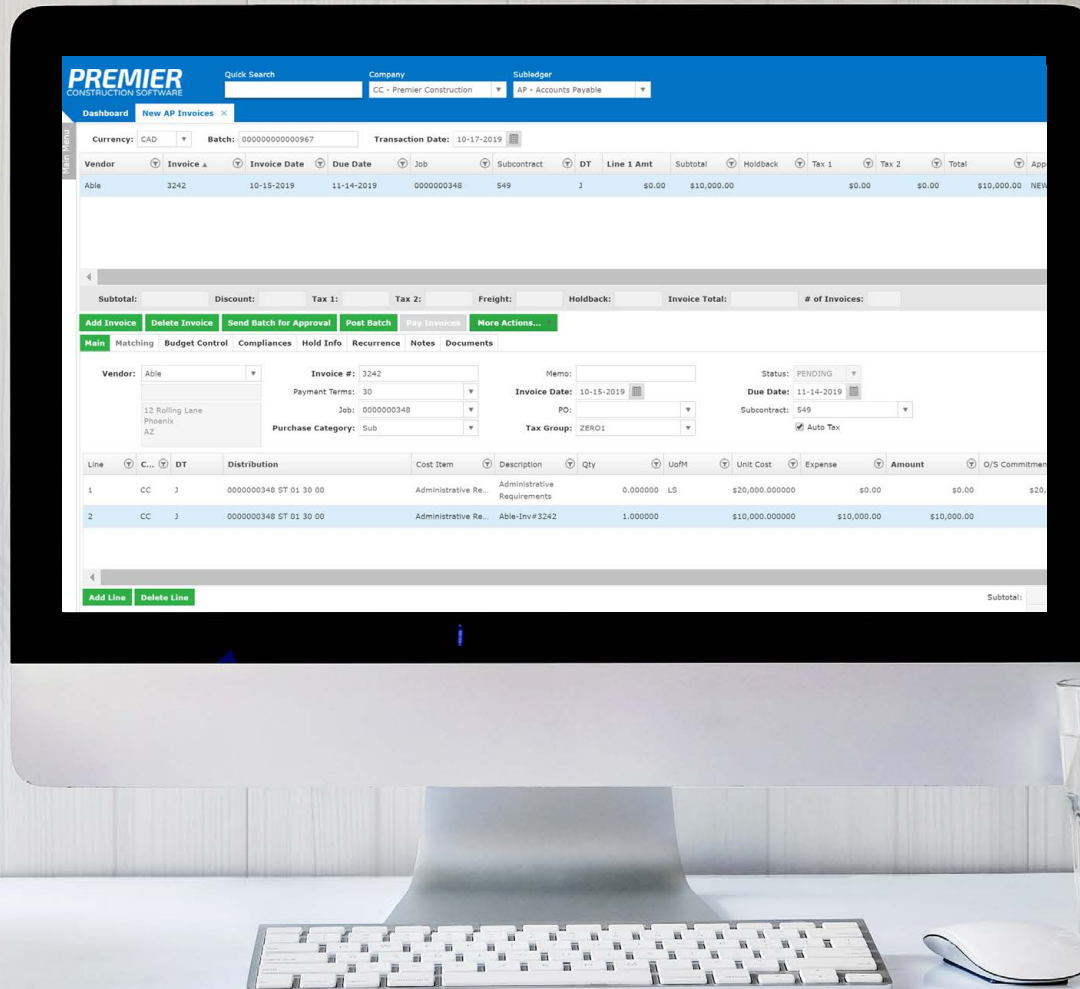 PREMIER
CONSTRUCTION SOFTWARE
Quick Search
Company
Subledger
CC - Premier Construction
AP - Accounts Payable
Dashboard
New AP Invoices ×
Main Menu
Currency: CAD Batch: 000000000000967 Transaction Date: 10-17-2019
Vendor Invoice Invoice Date Due Date Job Subcontract DT Line 1 Amt Subtotal Holdback Tax 1 Tax 2 Total App
Able 3242 10-15-2019 11-14-2019 0000000348 549 J $0.00 $10,000.00 $0.00 $0.00 $10,000.00 NEW
Subtotal: Discount: Tax 1: Tax 2: Freight: Holdback: Invoice Total: # of Invoices:
Add Invoice Delete Invoice Send Batch for Approval Post Batch Pay Invoices More Actions...
Main Matching Budget Control Compliances Hold Info Recurrence Notes Documents
Vendor: Able Invoice #: 3242 Memo: Status: PENDING
Payment Terms: 30 Invoice Date: 10-15-2019 Due Date: 11-14-2019
12 Rolling Lane
Phoenix
AZ
Job: 0000000348 PO: Subcontract: 549
Purchase Category: Sub Tax Group: ZERO1 Auto Tax
Line C... DT Distribution Cost Item Description Qty UofM Unit Cost Expense Amount O/S Commitmen
1 CC J 0000000348 ST 01 30 00 Administrative Re... Administrative Requirements 0.000000 LS $20,000.000000 $0.00 $0.00 $20,
2 CC J 0000000348 ST 01 30 00 Administrative Re... Able-Inv#3242 1.000000 $10,000.000000 $10,000.00 $10,000.00
Add Line Delete Line Subtotal: